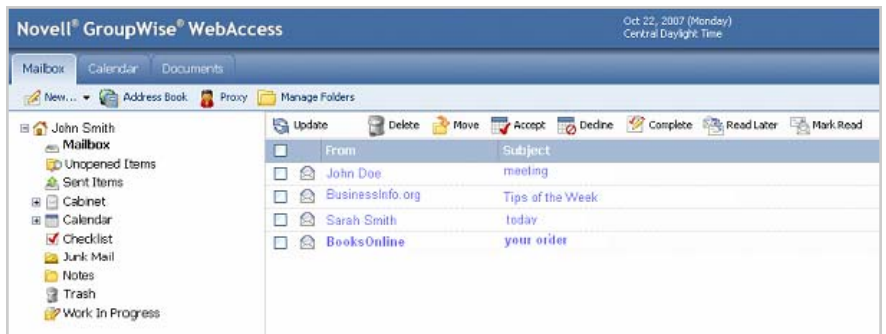 Novell® GroupWise® WebAccess
Oct 22, 2007 (Monday)
Central Daylight Time
Mailbox Calendar Documents
New... Address Book Proxy Manage Folders
John Smith
Mailbox
Unopened Items
Sent Items
Cabinet
Calendar
Checklist
Junk Mail
Notes
Trash
Work In Progress
Update Delete Move Accept Decline Complete Read Later Mark Read
From Subject
John Doe meeting
BusinessInfo.org Tips of the Week
Sarah Smith today
BooksOnline your order